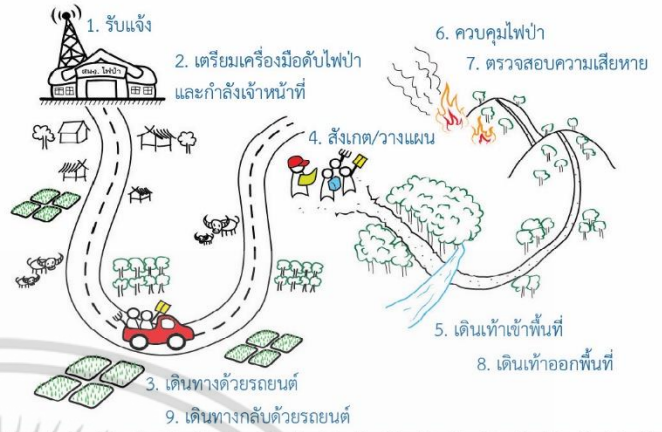 1. รับแจ้ง
สนง. ไฟป่า
2. เตรียมเครื่องมือดับไฟป่า
และกำลังเจ้าหน้าที่
6. ควบคุมไฟป่า
7. ตรวจสอบความเสียหาย
4. สังเกต/วางแผน
5. เดินเท้าเข้าพื้นที่
8. เดินเท้าออกพื้นที่
3. เดินทางด้วยรถยนต์
9. เดินทางกลับด้วยรถยนต์